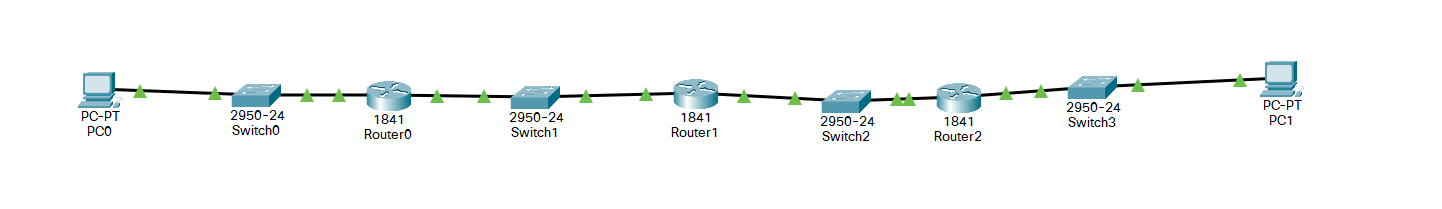 PC-PT
PC0
2950-24
Switch0
1841
Router0
2950-24
Switch1
1841
Router1
2950-24
Switch2
1841
Router2
2950-24
Switch3
PC-PT
PC1